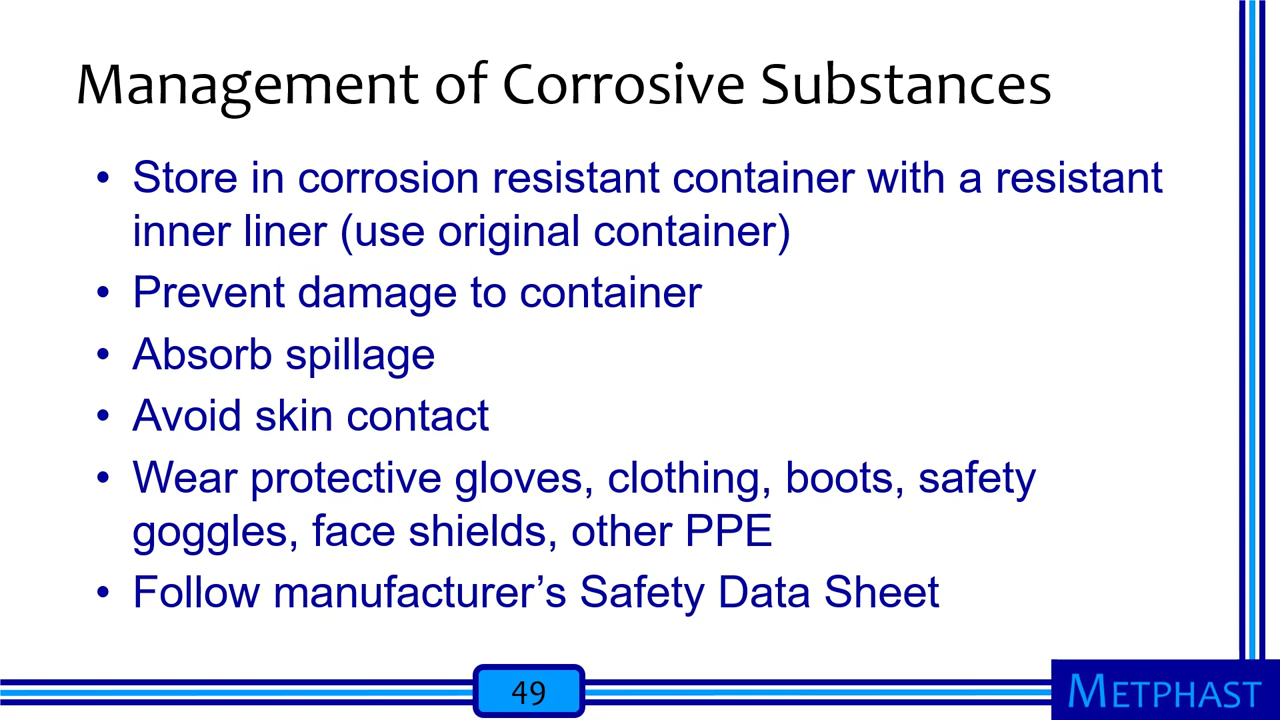 Management of Corrosive Substances
• Store in corrosion resistant container with a resistant
inner liner (use original container)
• Prevent damage to container
• Absorb spillage
• Avoid skin contact
• Wear protective gloves, clothing, boots, safety
goggles, face shields, other PPE
• Follow manufacturer’s Safety Data Sheet
49
METPHAST